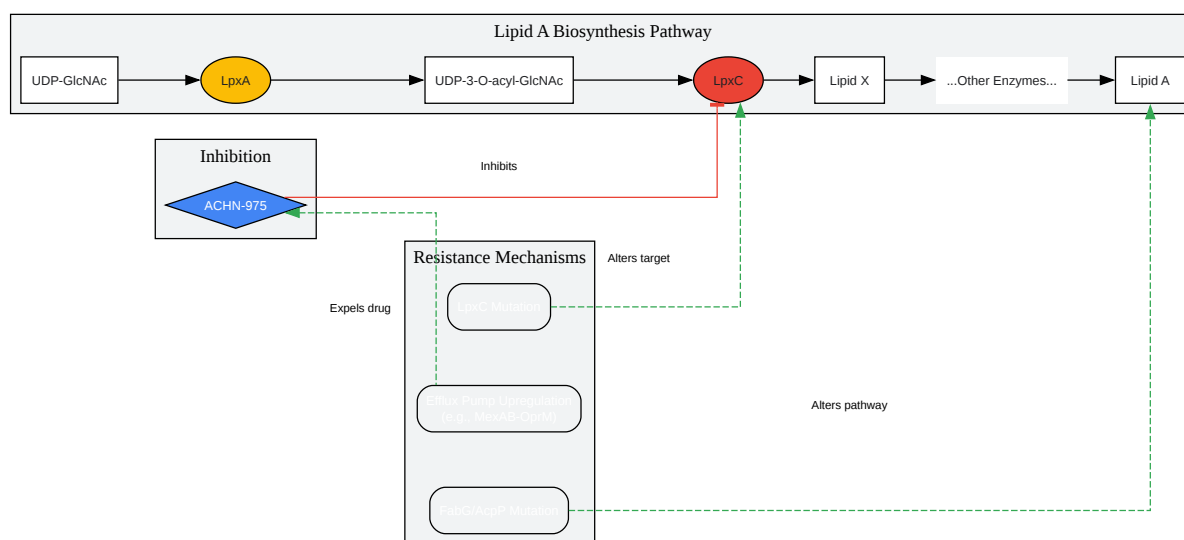 Lipid A Biosynthesis Pathway
UDP-GlcNAc
LpxA
UDP-3-O-acyl-GlcNAc
LpxC
Lipid X
...Other Enzymes...
Lipid A
Inhibition
ACHN-975
Inhibits
Resistance Mechanisms
Alters target
LpxC Mutation
Expels drug
Efflux Pump Upregulation
(e.g., MexAB-OprM)
Alters pathway
FabG/AcpP Mutation